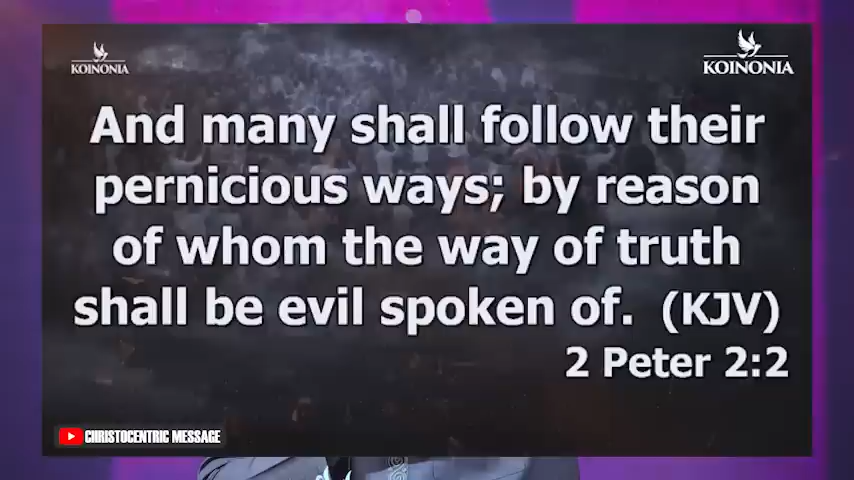 KOINONIA
KOINONIA
And many shall follow their
pernicious ways; by reason
of whom the way of truth
shall be evil spoken of. (KJV)
2 Peter 2:2
CHRISTOCENTRIC MESSAGE